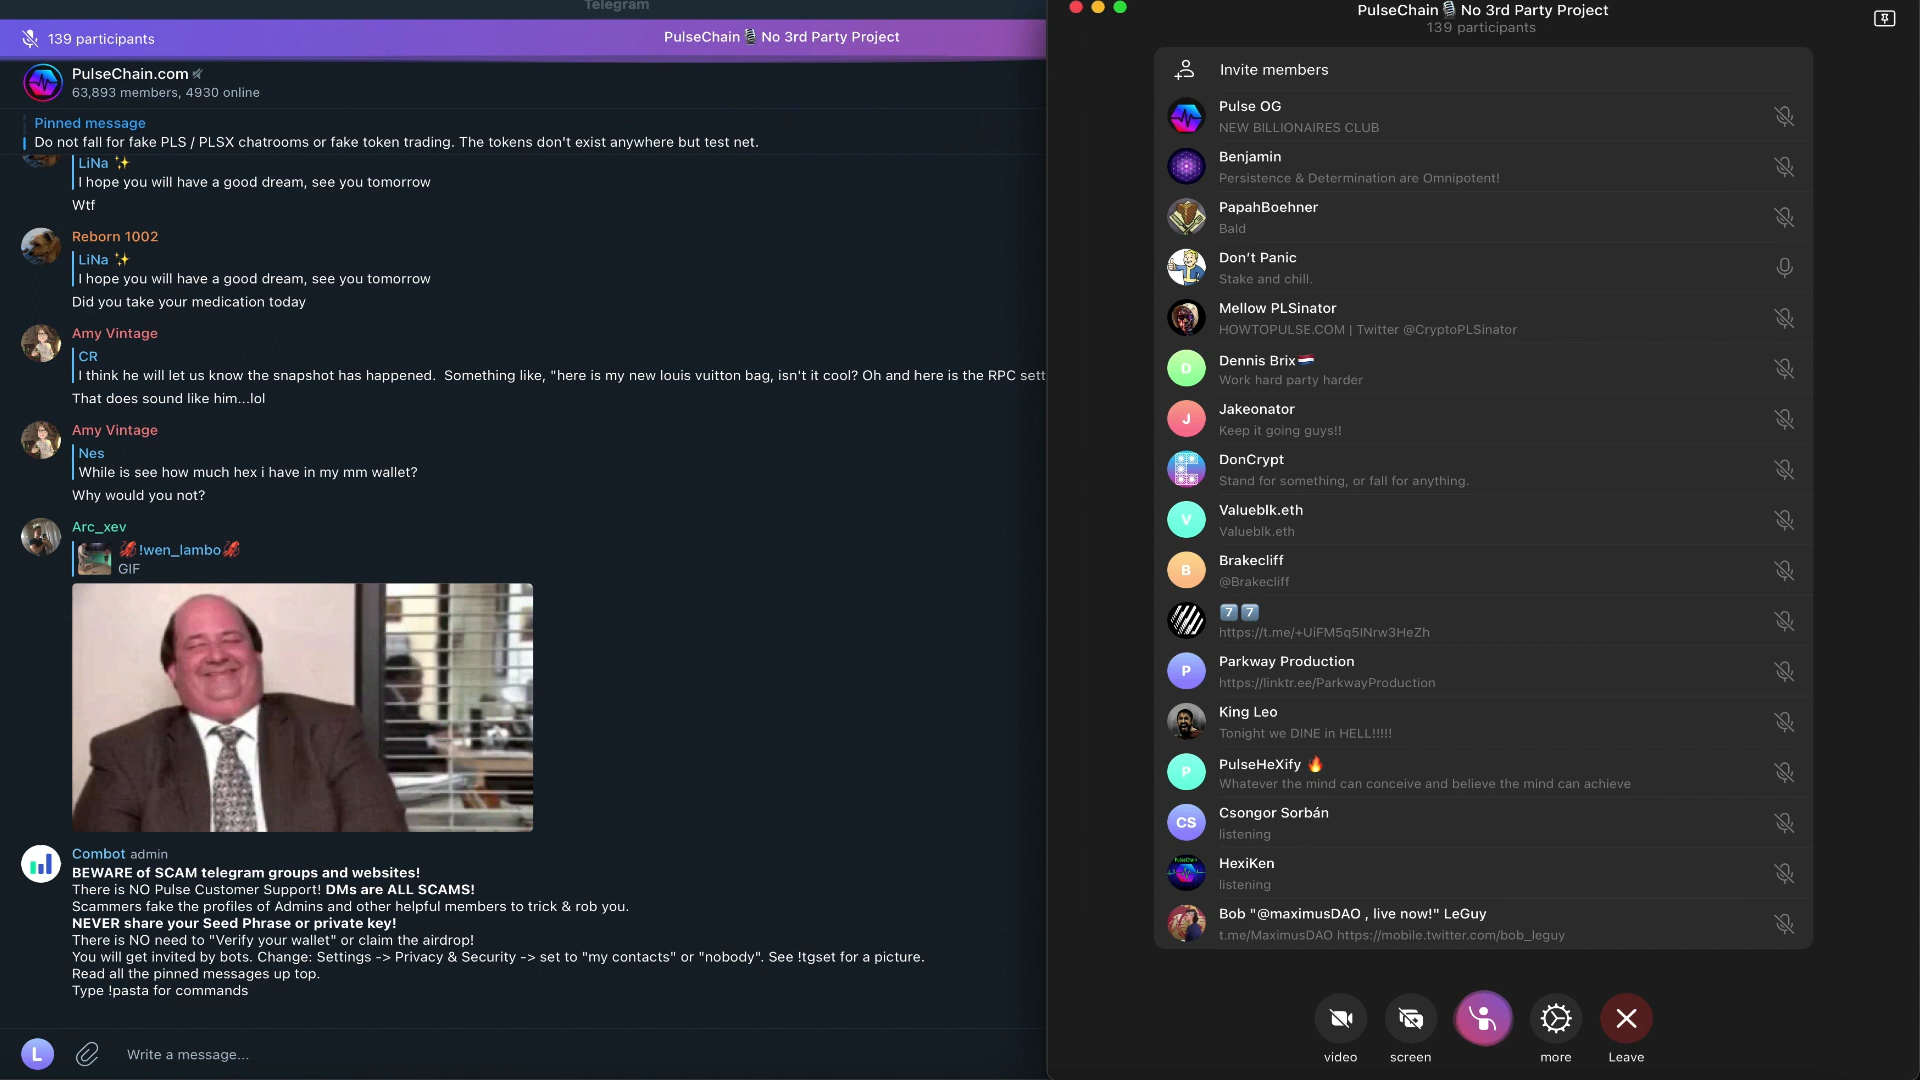 Telegram
139 participants
PulseChain🎙️No 3rd Party Project
PulseChain.com
63,893 members, 4930 online
Pinned message
Do not fall for fake PLS / PLSX chatrooms or fake token trading. The tokens don't exist anywhere but test net.
LiNa ✨
I hope you will have a good dream, see you tomorrow
Wtf
Reborn 1002
LiNa ✨
I hope you will have a good dream, see you tomorrow
Did you take your medication today
Amy Vintage
CR
I think he will let us know the snapshot has happened.  Something like, "here is my new louis vuitton bag, isn't it cool? Oh and here is the RPC sett
That does sound like him...lol
Amy Vintage
Nes
While is see how much hex i have in my mm wallet?
Why would you not?
Arc_xev
🦞!wen_lambo🦞
GIF
Combot admin
BEWARE of SCAM telegram groups and websites!
There is NO Pulse Customer Support! DMs are ALL SCAMS!
Scammers fake the profiles of Admins and other helpful members to trick & rob you.
NEVER share your Seed Phrase or private key!
There is NO need to "Verify your wallet" or claim the airdrop!
You will get invited by bots. Change: Settings -> Privacy & Security -> set to "my contacts" or "nobody". See !tgset for a picture.
Read all the pinned messages up top.
Type !pasta for commands
L
Write a message...
PulseChain🎙️No 3rd Party Project
139 participants
Invite members
Pulse OG
NEW BILLIONAIRES CLUB
Benjamin
Persistence & Determination are Omnipotent!
PapahBoehner
Bald
Don't Panic
Stake and chill.
Mellow PLSinator
HOWTOPULSE.COM | Twitter @CryptoPLSinator
D
Dennis Brix🇳🇱
Work hard party harder
J
Jakeonator
Keep it going guys!!
DonCrypt
Stand for something, or fall for anything.
V
Valueblk.eth
Valueblk.eth
B
Brakecliff
@Brakecliff
7️⃣7️⃣
https://t.me/+UiFM5q5INrw3HeZh
P
Parkway Production
https://linktr.ee/ParkwayProduction
King Leo
Tonight we DINE in HELL!!!!!
P
PulseHeXify 🔥
Whatever the mind can conceive and believe the mind can achieve
CS
Csongor Sorbán
listening
HexiKen
listening
Bob "@maximusDAO , live now!" LeGuy
t.me/MaximusDAO https://mobile.twitter.com/bob_leguy
video
screen
more
Leave